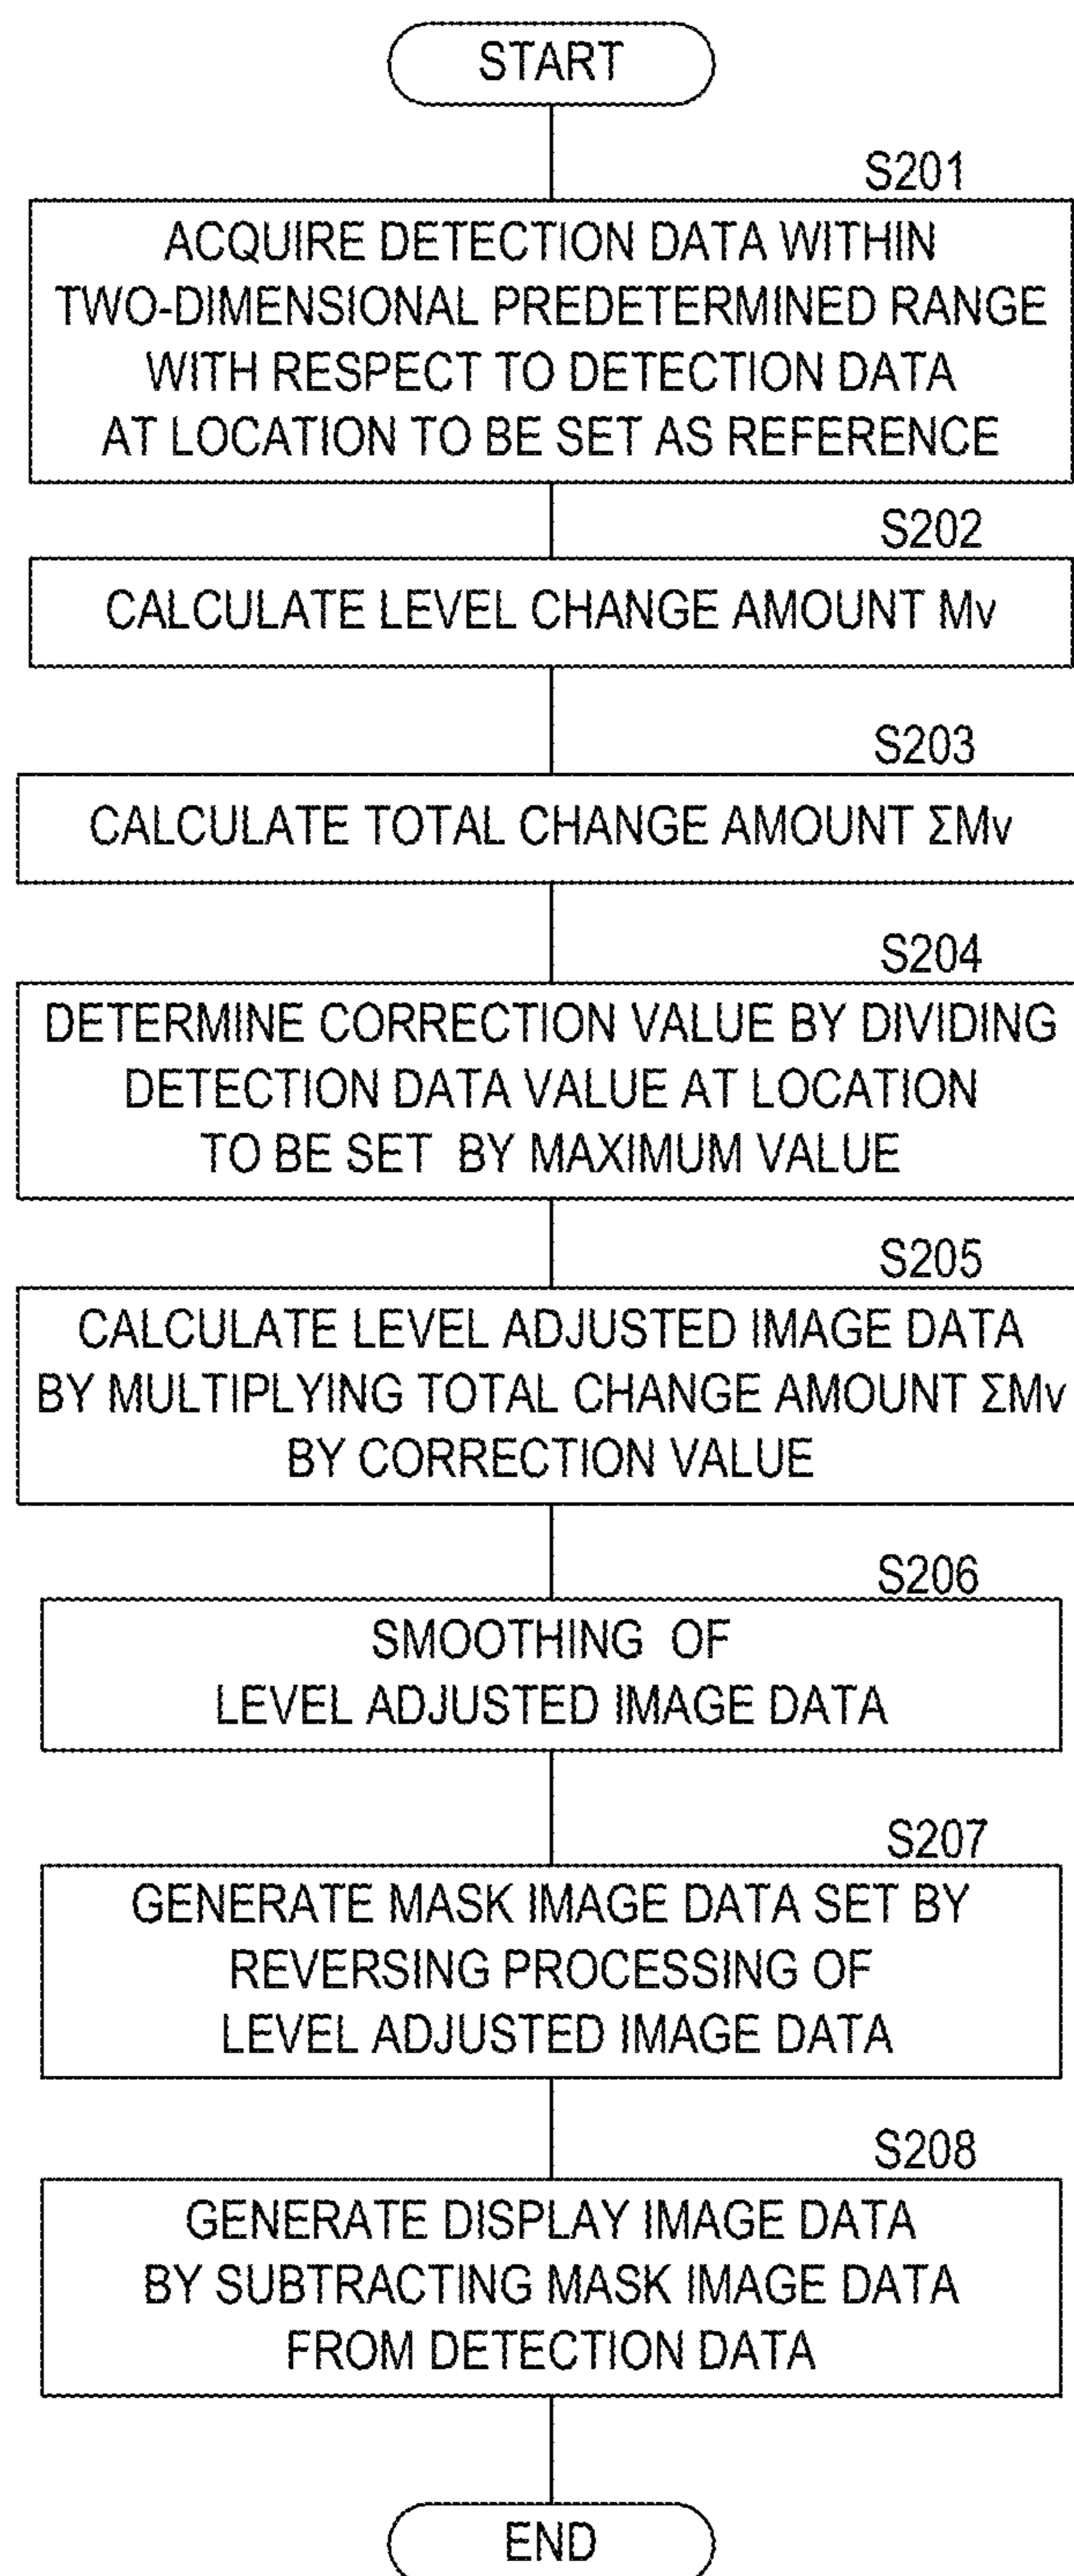 START
S201
ACQUIRE DETECTION DATA WITHIN
TWO-DIMENSIONAL PREDETERMINED RANGE
WITH RESPECT TO DETECTION DATA
AT LOCATION TO BE SET AS REFERENCE
S202
CALCULATE LEVEL CHANGE AMOUNT Mv
S203
CALCULATE TOTAL CHANGE AMOUNT ΣMv
S204
DETERMINE CORRECTION VALUE BY DIVIDING
DETECTION DATA VALUE AT LOCATION
TO BE SET BY MAXIMUM VALUE
S205
CALCULATE LEVEL ADJUSTED IMAGE DATA
BY MULTIPLYING TOTAL CHANGE AMOUNT ΣMv
BY CORRECTION VALUE
S206
SMOOTHING OF
LEVEL ADJUSTED IMAGE DATA
S207
GENERATE MASK IMAGE DATA SET BY
REVERSING PROCESSING OF
LEVEL ADJUSTED IMAGE DATA
S208
GENERATE DISPLAY IMAGE DATA
BY SUBTRACTING MASK IMAGE DATA
FROM DETECTION DATA
END